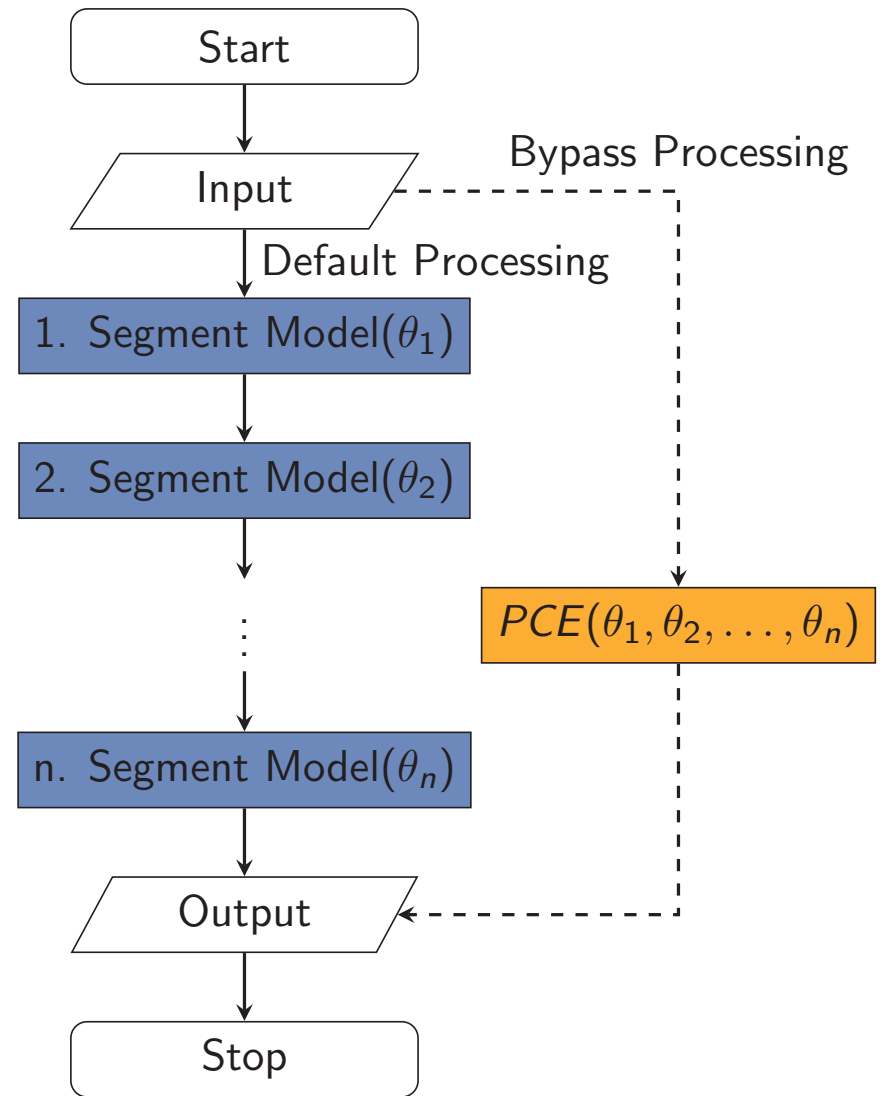 Start
Bypass Processing
Input
Default Processing
1. Segment Model(θ₁)
2. Segment Model(θ₂)
⋮
PCE(θ₁, θ₂, . . . , θₙ)
n. Segment Model(θₙ)
Output
Stop